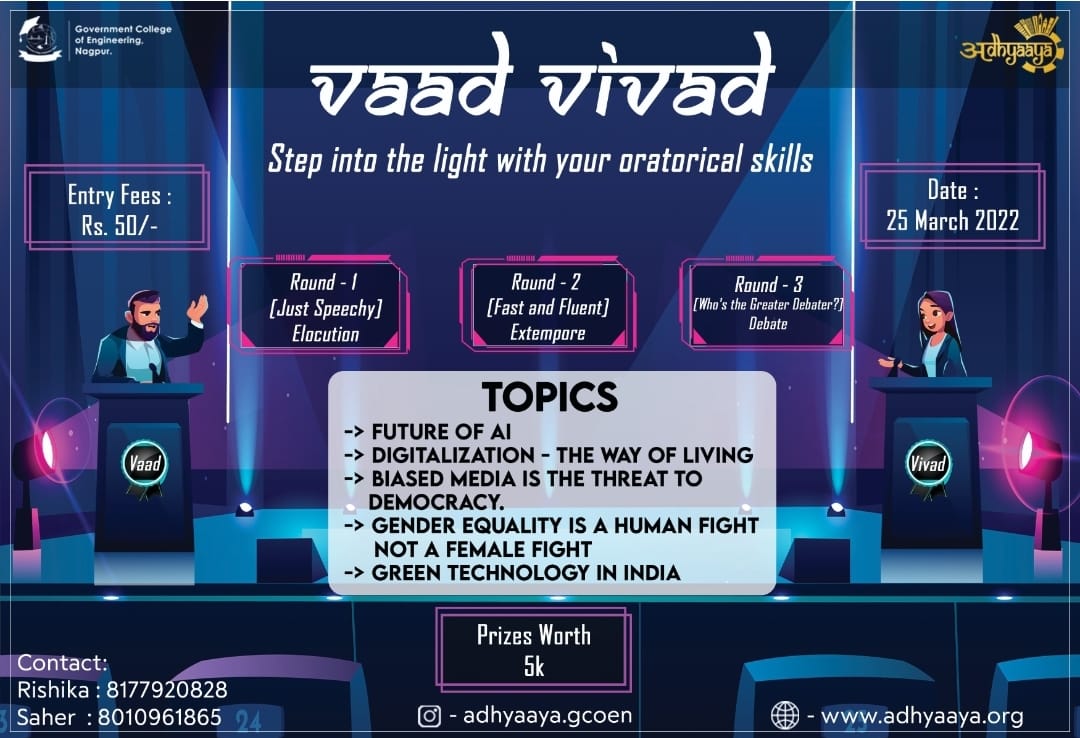 Government College
of Engineering,
Nagpur.
अdhyaaya
vaad vivad
Step into the light with your oratorical skills
Entry Fees :
Rs. 50/-
Date :
25 March 2022
Round - 1
[Just Speechy]
Elocution
Round - 2
[Fast and Fluent]
Extempore
Round - 3
[Who's the Greater Debater?]
Debate
TOPICS
-> FUTURE OF AI
-> DIGITALIZATION - THE WAY OF LIVING
-> BIASED MEDIA IS THE THREAT TO
DEMOCRACY.
-> GENDER EQUALITY IS A HUMAN FIGHT
NOT A FEMALE FIGHT
-> GREEN TECHNOLOGY IN INDIA
Vaad
Vivad
Prizes Worth
5k
Contact:
Rishika : 8177920828
Saher : 8010961865
24
- adhyaaya.gcoen
- www.adhyaaya.org